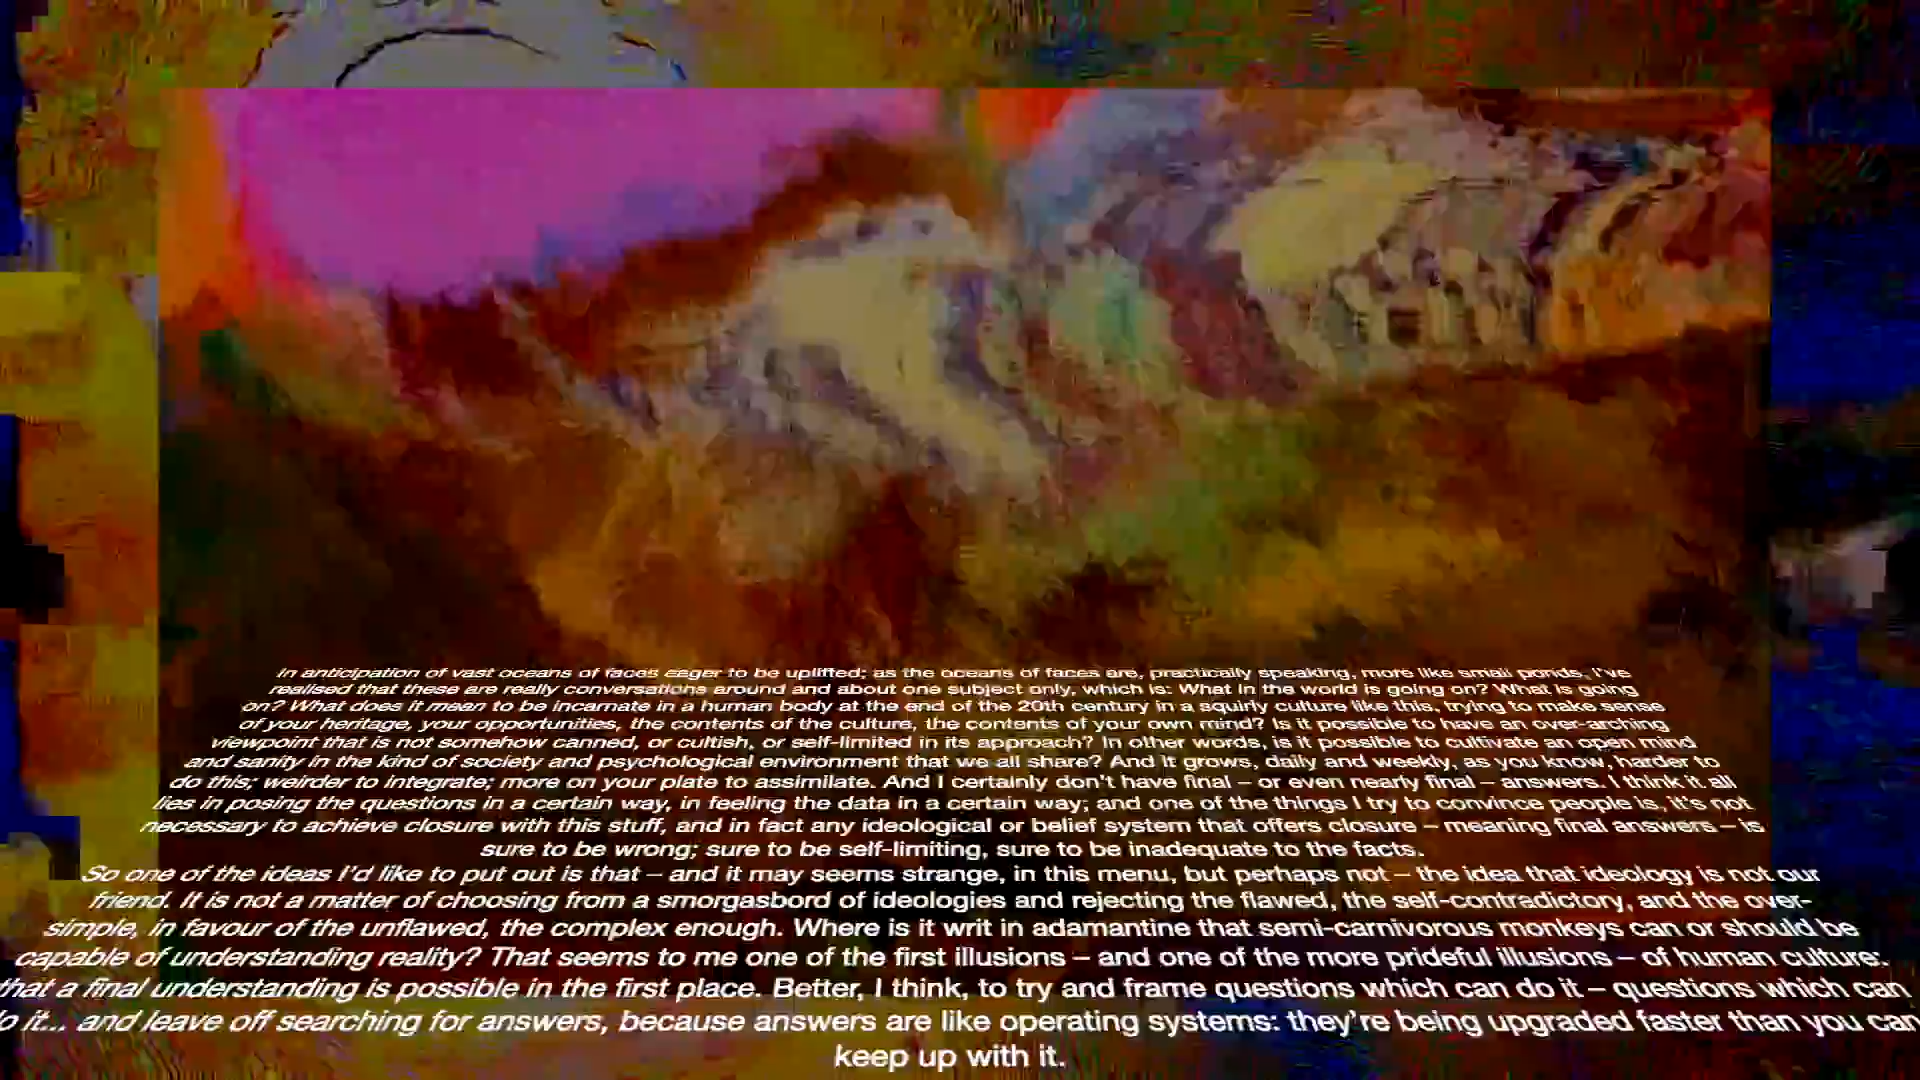 In anticipation of vast oceans of faces eager to be uplifted; as the oceans of faces are, practically speaking, more like small ponds, I've
realised that these are really conversations around and about one subject only, which is: What in the world is going on? What is going
on? What does it mean to be incarnate in a human body at the end of the 20th century in a squirly culture like this, trying to make sense
of your heritage, your opportunities, the contents of the culture, the contents of your own mind? Is it possible to have an over-arching
viewpoint that is not somehow canned, or cultish, or self-limited in its approach? In other words, is it possible to cultivate an open mind
and sanity in the kind of society and psychological environment that we all share? And it grows, daily and weekly, as you know, harder to
do this; weirder to integrate; more on your plate to assimilate. And I certainly don't have final – or even nearly final – answers. I think it all
lies in posing the questions in a certain way, in feeling the data in a certain way; and one of the things I try to convince people is, it's not
necessary to achieve closure with this stuff, and in fact any ideological or belief system that offers closure – meaning final answers – is
sure to be wrong; sure to be self-limiting, sure to be inadequate to the facts.
So one of the ideas I'd like to put out is that – and it may seems strange, in this menu, but perhaps not – the idea that ideology is not our
friend. It is not a matter of choosing from a smorgasbord of ideologies and rejecting the flawed, the self-contradictory, and the over-
simple, in favour of the unflawed, the complex enough. Where is it writ in adamantine that semi-carnivorous monkeys can or should be
capable of understanding reality? That seems to me one of the first illusions – and one of the more prideful illusions – of human culture:
that a final understanding is possible in the first place. Better, I think, to try and frame questions which can do it – questions which can
do it... and leave off searching for answers, because answers are like operating systems: they're being upgraded faster than you can
keep up with it.